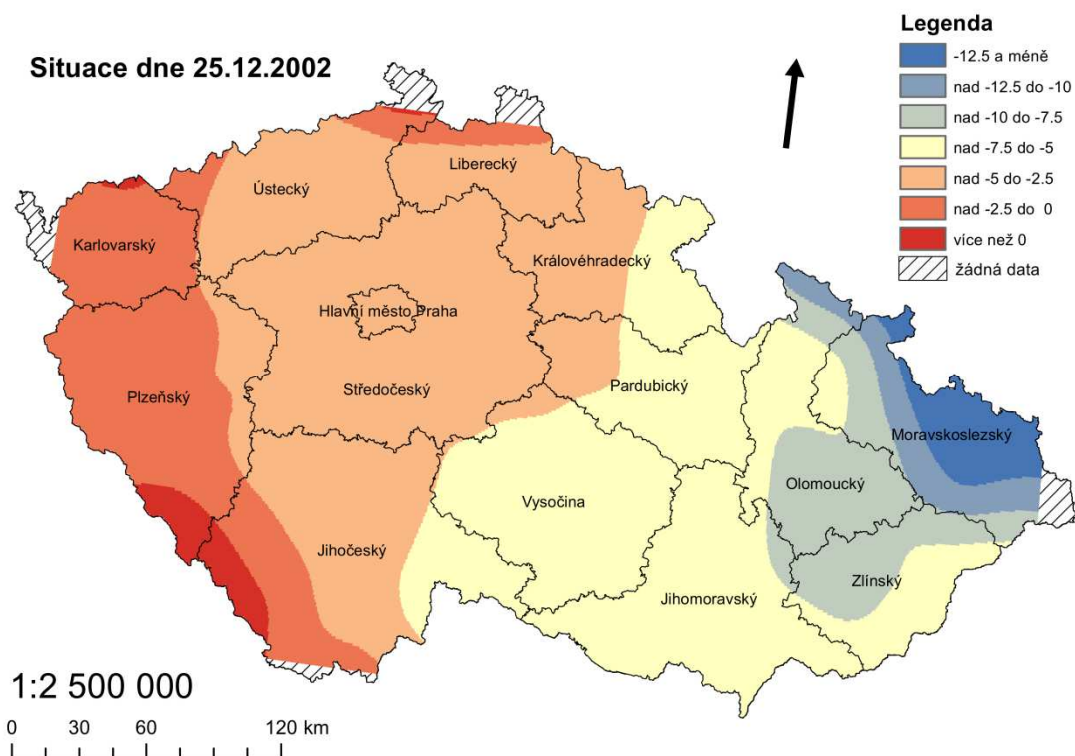 Situace dne 25.12.2002
Legenda
-12.5 a méně
nad -12.5 do -10
nad -10 do -7.5
nad -7.5 do -5
nad -5 do -2.5
nad -2.5 do 0
více než 0
žádná data
Liberecký
Ústecký
Karlovarský
Královéhradecký
Hlavní město Praha
Středočeský
Pardubický
Plzeňský
Moravskoslezský
Olomoucký
Vysočina
Jihočeský
Zlínský
Jihomoravský
1:2 500 000
0 30 60 120 km